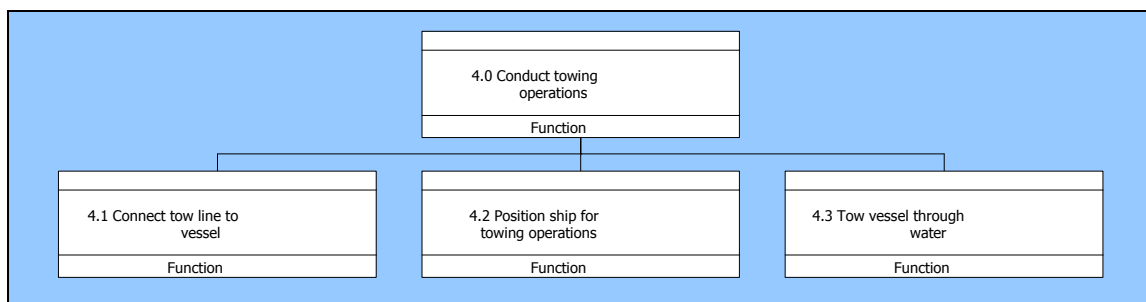 4.0 Conduct towing
operations
Function
4.1 Connect tow line to
vessel
Function
4.2 Position ship for
towing operations
Function
4.3 Tow vessel through
water
Function